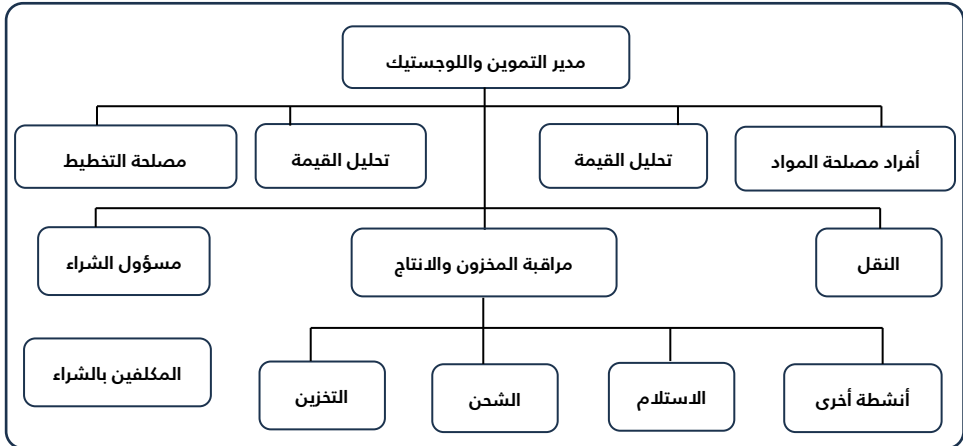 مدير التموين واللوجستيك
أفراد مصلحة المواد
تحليل القيمة
تحليل القيمة
مصلحة التخطيط
النقل
مراقبة المخزون والانتاج
مسؤول الشراء
المكلفين بالشراء
أنشطة أخرى
الاستلام
الشحن
التخزين